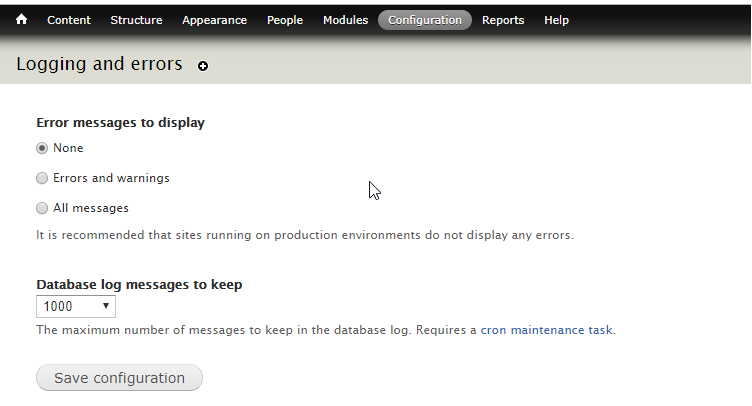 Content Structure Appearance People Modules Configuration Reports Help
Logging and errors
Error messages to display
None
Errors and warnings
All messages
It is recommended that sites running on production environments do not display any errors.
Database log messages to keep
1000
The maximum number of messages to keep in the database log. Requires a cron maintenance task.
Save configuration